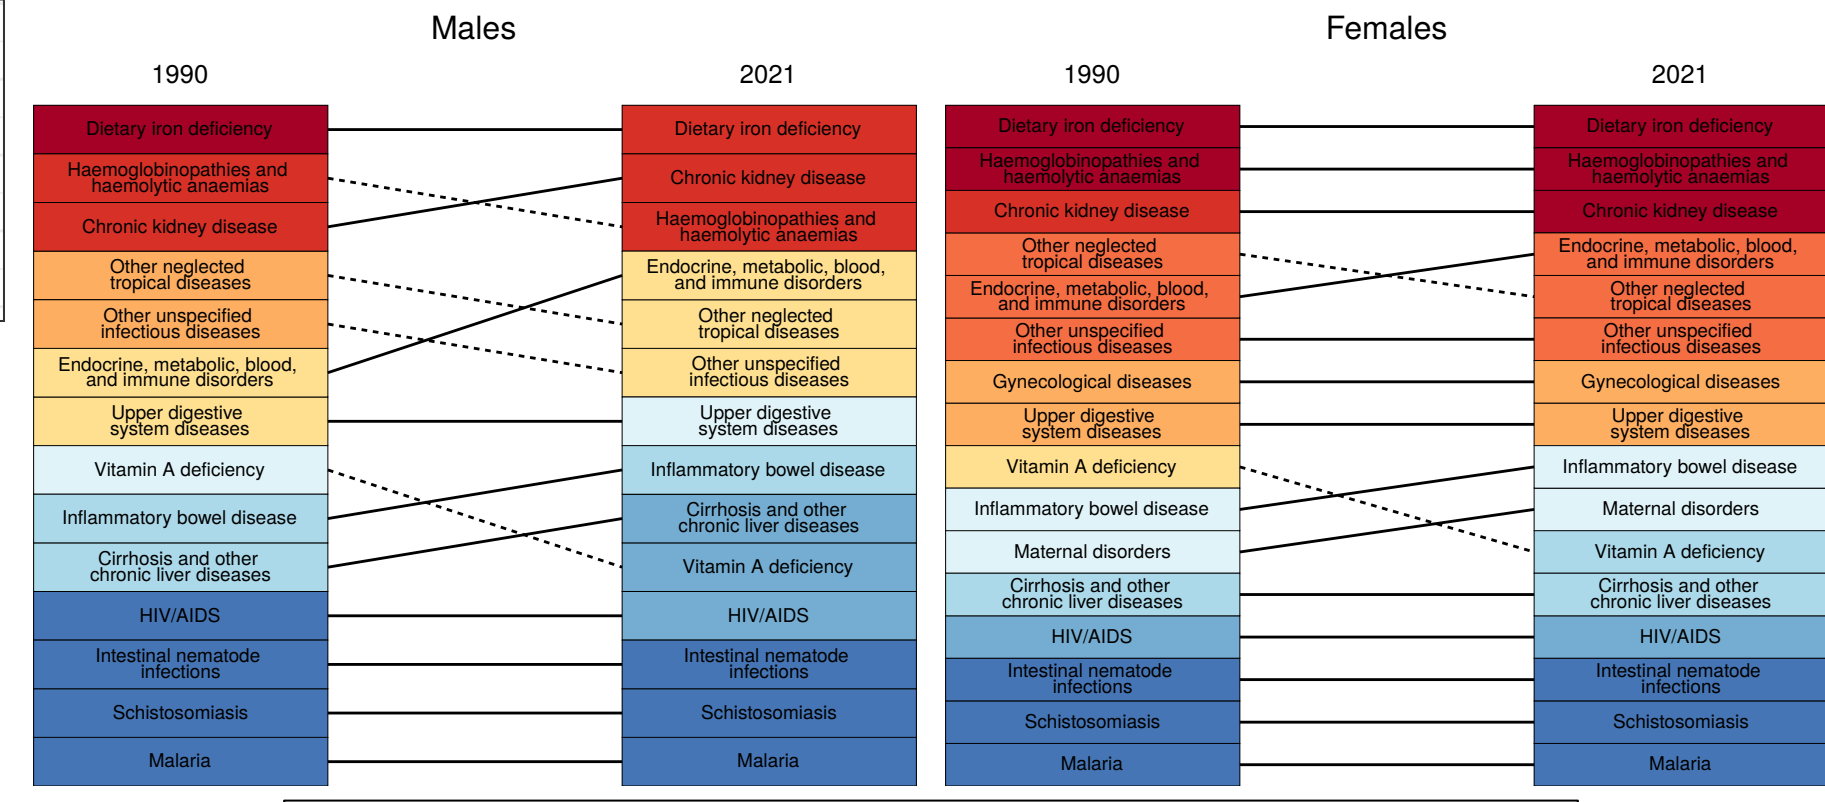 Males
1990
2021
Dietary iron deficiency
Haemoglobinopathies and
haemolytic anaemias
Chronic kidney disease
Other neglected
tropical diseases
Other unspecified
infectious diseases
Endocrine, metabolic, blood,
and immune disorders
Upper digestive
system diseases
Vitamin A deficiency
Inflammatory bowel disease
Cirrhosis and other
chronic liver diseases
HIV/AIDS
Intestinal nematode
infections
Schistosomiasis
Malaria
Dietary iron deficiency
Chronic kidney disease
Haemoglobinopathies and
haemolytic anaemias
Endocrine, metabolic, blood,
and immune disorders
Other neglected
tropical diseases
Other unspecified
infectious diseases
Upper digestive
system diseases
Inflammatory bowel disease
Cirrhosis and other
chronic liver diseases
Vitamin A deficiency
HIV/AIDS
Intestinal nematode
infections
Schistosomiasis
Malaria
Females
1990
2021
Dietary iron deficiency
Haemoglobinopathies and
haemolytic anaemias
Chronic kidney disease
Other neglected
tropical diseases
Endocrine, metabolic, blood,
and immune disorders
Other unspecified
infectious diseases
Gynecological diseases
Upper digestive
system diseases
Vitamin A deficiency
Inflammatory bowel disease
Maternal disorders
Cirrhosis and other
chronic liver diseases
HIV/AIDS
Intestinal nematode
infections
Schistosomiasis
Malaria
Dietary iron deficiency
Haemoglobinopathies and
haemolytic anaemias
Chronic kidney disease
Endocrine, metabolic, blood,
and immune disorders
Other neglected
tropical diseases
Other unspecified
infectious diseases
Gynecological diseases
Upper digestive
system diseases
Inflammatory bowel disease
Maternal disorders
Vitamin A deficiency
Cirrhosis and other
chronic liver diseases
HIV/AIDS
Intestinal nematode
infections
Schistosomiasis
Malaria